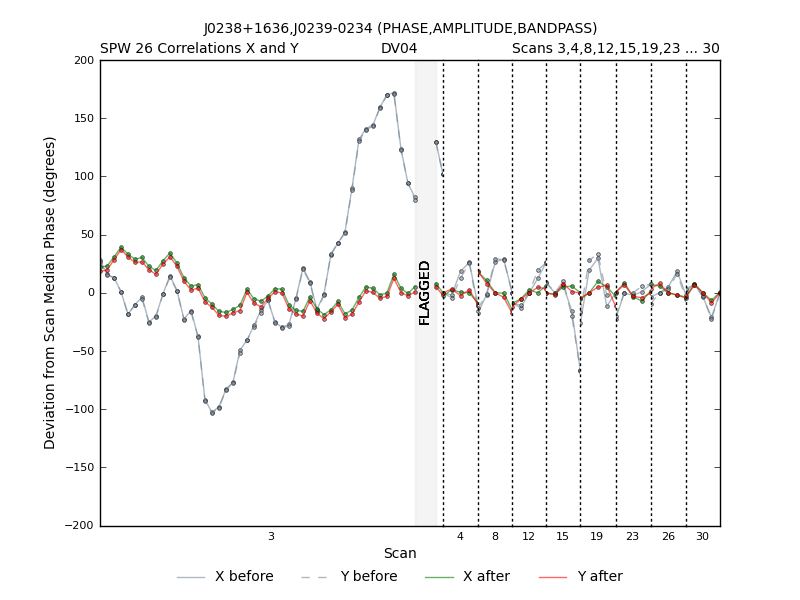 J0238+1636,J0239-0234 (PHASE,AMPLITUDE,BANDPASS)
SPW 26 Correlations X and Y DV04 Scans 3,4,8,12,15,19,23 ... 30
200
150
100
50
0
−50
−100
−150
−200
Deviation from Scan Median Phase (degrees)
FLAGGED
3 4 8 12 15 19 23 26 30
Scan
X before Y before X after Y after